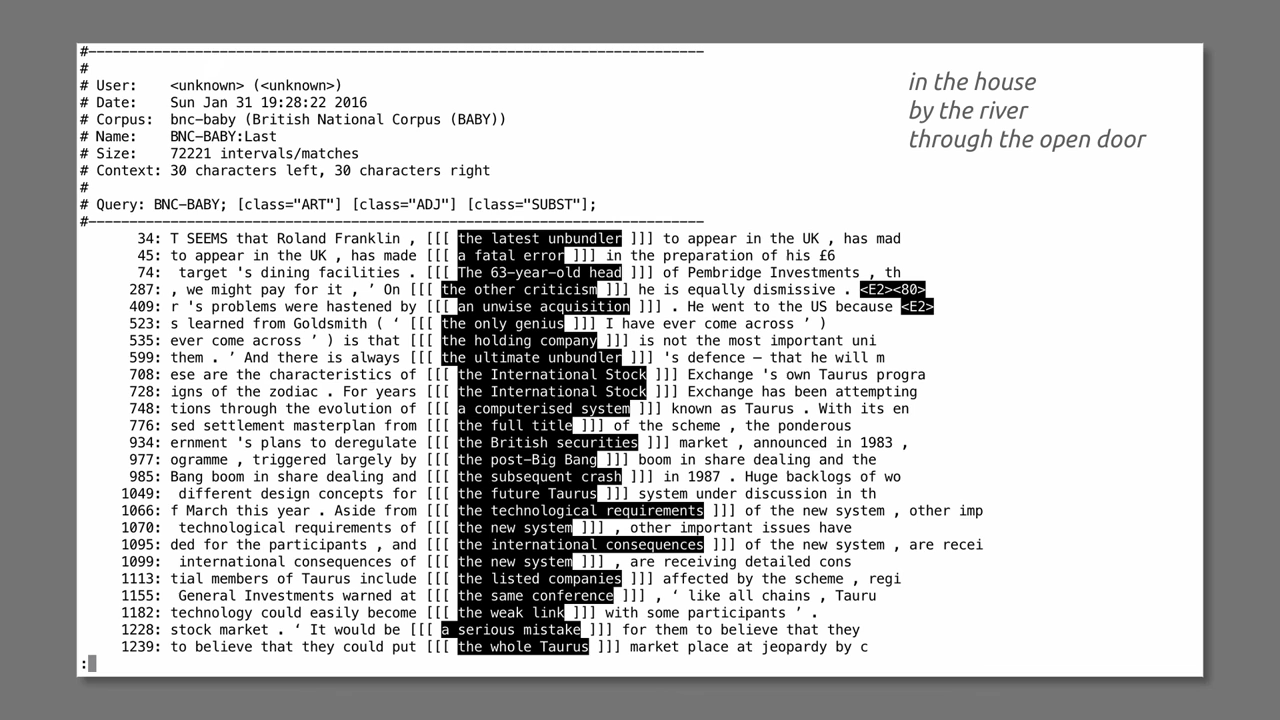 #-------------------------------------------------------------------------
#
# User:    <unknown> (<unknown>)
# Date:    Sun Jan 31 19:28:22 2016
# Corpus:  bnc-baby (British National Corpus (BABY))
# Name:    BNC-BABY:Last
# Size:    72221 intervals/matches
# Context: 30 characters left, 30 characters right
#
# Query: BNC-BABY; [class="ART"] [class="ADJ"] [class="SUBST"];
#-------------------------------------------------------------------------
in the house
by the river
through the open door
34: T SEEMS that Roland Franklin , [[[ the latest unbundler ]]] to appear in the UK , has mad
45: to appear in the UK , has made [[[ a fatal error ]]] in the preparation of his £6
74:  target 's dining facilities . [[[ The 63-year-old head ]]] of Pembridge Investments , th
287: , we might pay for it , ’ On [[[ the other criticism ]]] he is equally dismissive . <E2><80>
409: r 's problems were hastened by [[[ an unwise acquisition ]]] . He went to the US because <E2>
523: s learned from Goldsmith ( ‘ [[[ the only genius ]]] I have ever come across ’ )
535: ever come across ’ ) is that [[[ the holding company ]]] is not the most important uni
599: them . ’ And there is always [[[ the ultimate unbundler ]]] 's defence — that he will m
708: ese are the characteristics of [[[ the International Stock ]]] Exchange 's own Taurus progra
728: igns of the zodiac . For years [[[ the International Stock ]]] Exchange has been attempting
748: tions through the evolution of [[[ a computerised system ]]] known as Taurus . With its en
776: sed settlement masterplan from [[[ the full title ]]] of the scheme , the ponderous
934: ernment 's plans to deregulate [[[ the British securities ]]] market , announced in 1983 ,
977: ogramme , triggered largely by [[[ the post-Big Bang ]]] boom in share dealing and the
985: Bang boom in share dealing and [[[ the subsequent crash ]]] in 1987 . Huge backlogs of wo
1049:  different design concepts for [[[ the future Taurus ]]] system under discussion in th
1066: f March this year . Aside from [[[ the technological requirements ]]] of the new system , other imp
1070:  technological requirements of [[[ the new system ]]] , other important issues have
1095: ded for the participants , and [[[ the international consequences ]]] of the new system , are recei
1099:  international consequences of [[[ the new system ]]] , are receiving detailed cons
1113: tial members of Taurus include [[[ the listed companies ]]] affected by the scheme , regi
1155:  General Investments warned at [[[ the same conference ]]] , ‘ like all chains , Tauru
1182: technology could easily become [[[ the weak link ]]] with some participants ’ .
1228: stock market . ‘ It would be [[[ a serious mistake ]]] for them to believe that they
1239: to believe that they could put [[[ the whole Taurus ]]] market place at jeopardy by c
: